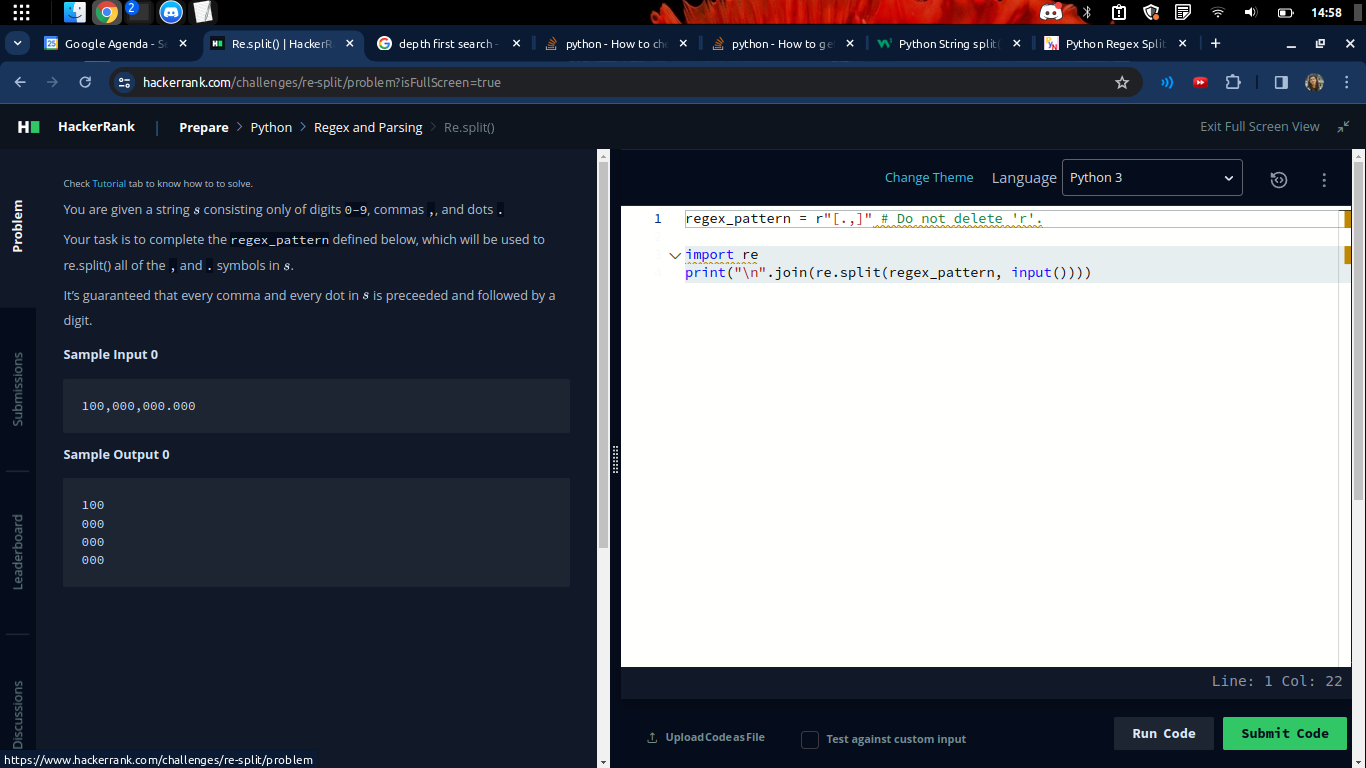 2
14:58
Google Agenda - Se
Re.split() | HackerR
depth first search -
python - How to che
python - How to ge
Python String split(
Python Regex Split
hackerrank.com/challenges/re-split/problem?isFullScreen=true
HackerRank | Prepare > Python > Regex and Parsing > Re.split()
Exit Full Screen View
Problem
Submissions
Leaderboard
Discussions
Check Tutorial tab to know how to to solve.
You are given a string s consisting only of digits 0-9, commas ,, and dots .
Your task is to complete the regex_pattern defined below, which will be used to
re.split() all of the , and . symbols in s.
It's guaranteed that every comma and every dot in s is preceeded and followed by a
digit.
Sample Input 0
100,000,000.000
Sample Output 0
100
000
000
000
Change Theme Language Python 3
1 regex_pattern = r"[.,]" # Do not delete 'r'.
import re
print("\n".join(re.split(regex_pattern, input())))
Line: 1 Col: 22
Upload Code as File
Test against custom input
Run Code
Submit Code
https://www.hackerrank.com/challenges/re-split/problem